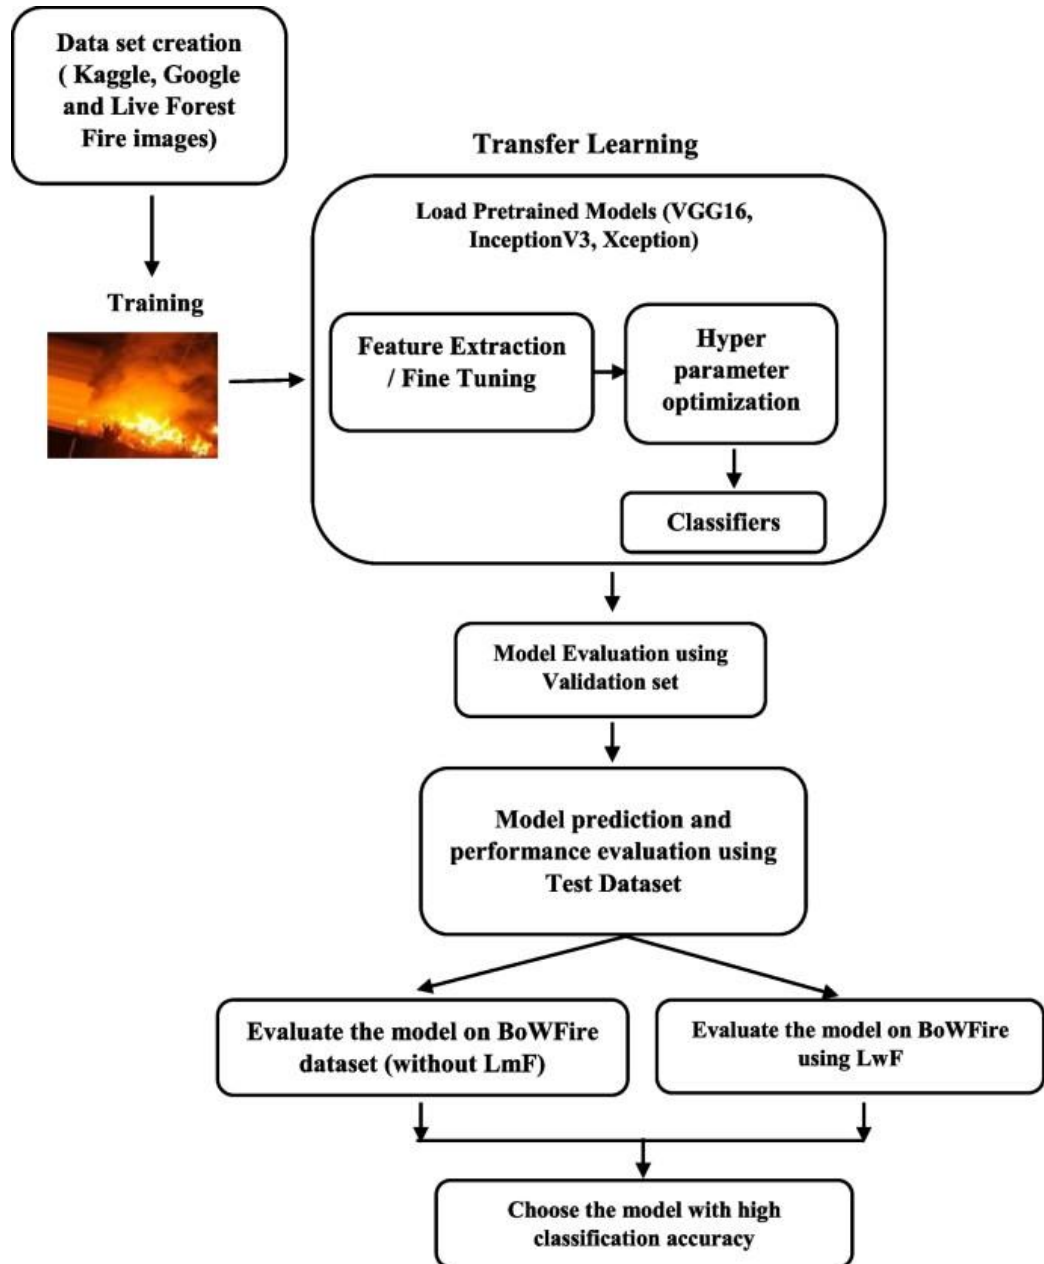 Data set creation
( Kaggle, Google
and Live Forest
Fire images)
Transfer Learning
Load Pretrained Models (VGG16,
InceptionV3, Xception)
Training
Feature Extraction
/ Fine Tuning
Hyper
parameter
optimization
Classifiers
Model Evaluation using
Validation set
Model prediction and
performance evaluation using
Test Dataset
Evaluate the model on BoWFire
dataset (without LmF)
Evaluate the model on BoWFire
using LwF
Choose the model with high
classification accuracy